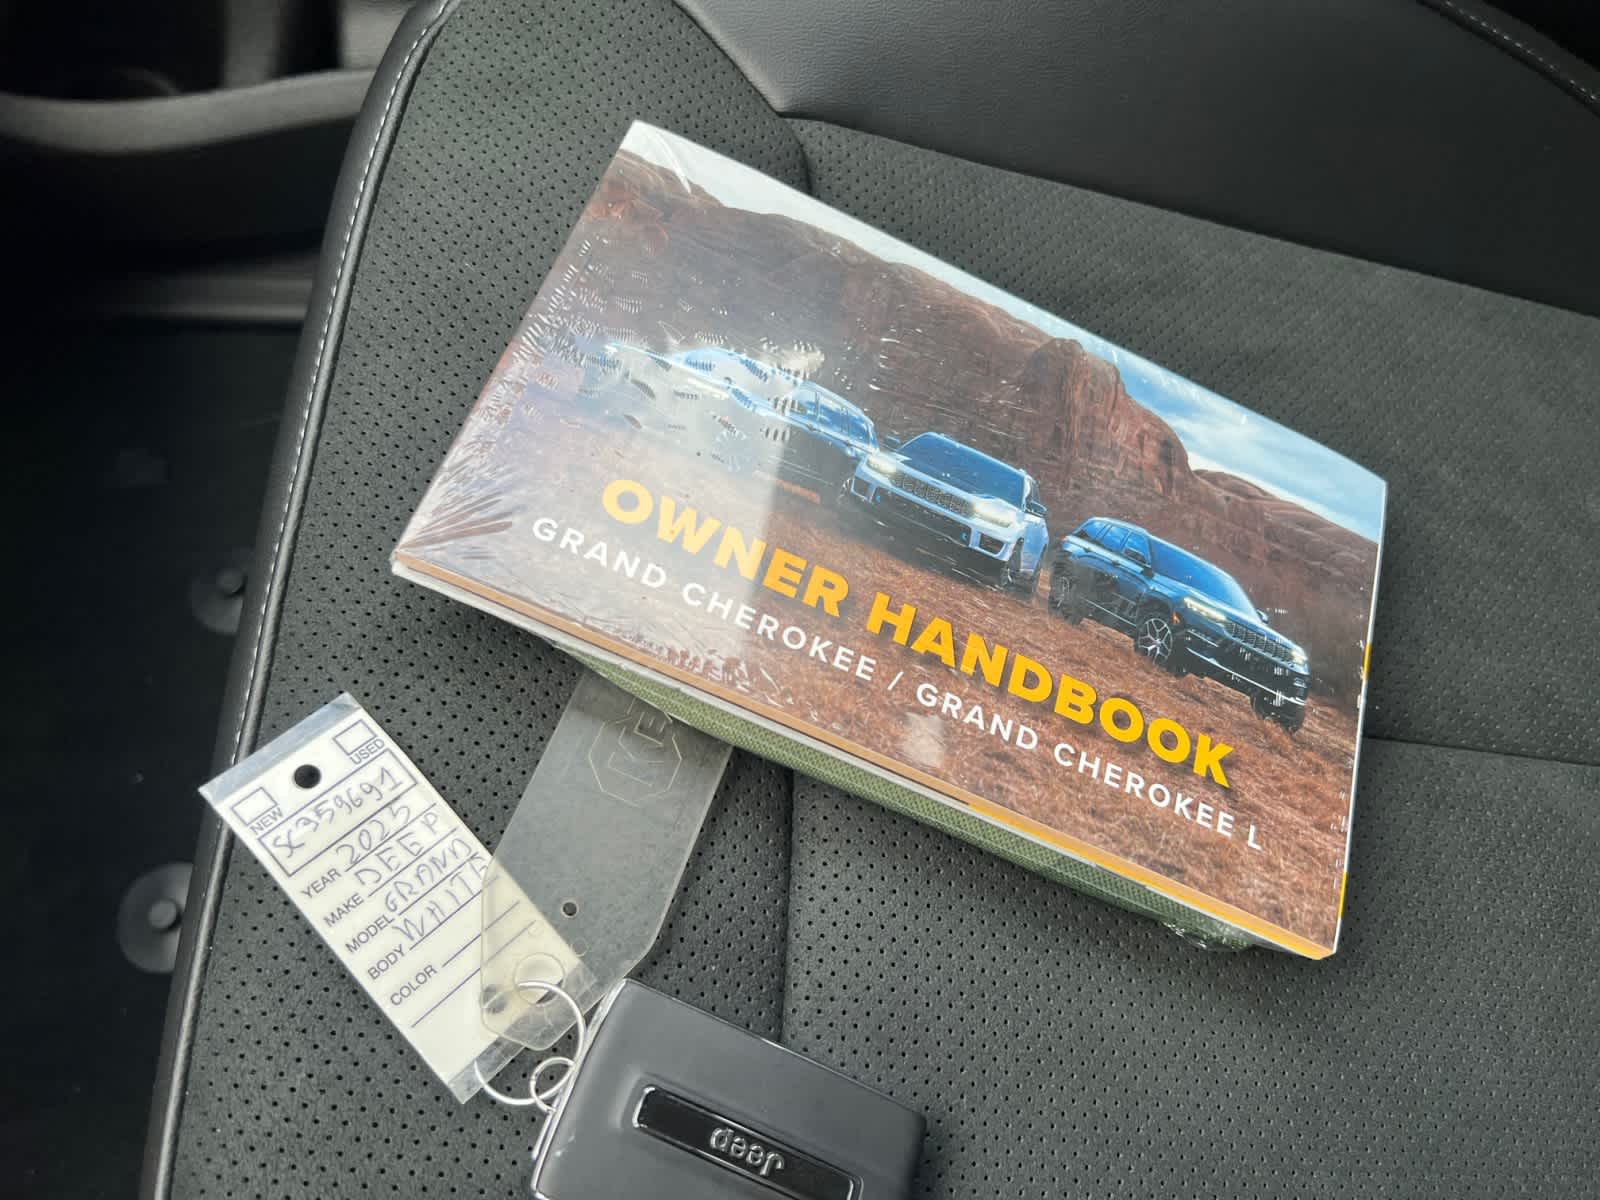 OWNER HANDBOOK
GRAND CHEROKEE / GRAND CHEROKEE L
NEW USED
SC359691
YEAR 2025
MAKE JEEP
MODEL GRAND
BODY WHITE
COLOR
Jeep